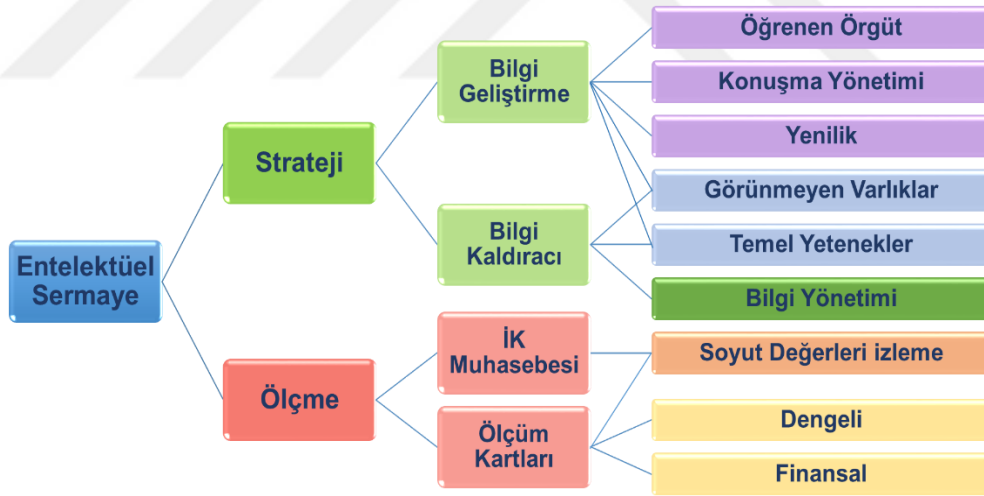 Entelektüel
Sermaye
Strateji
Ölçme
Bilgi
Geliştirme
Bilgi
Kaldıracı
İK
Muhasebesi
Ölçüm
Kartları
Öğrenen Örgüt
Konuşma Yönetimi
Yenilik
Görünmeyen Varlıklar
Temel Yetenekler
Bilgi Yönetimi
Soyut Değerleri izleme
Dengeli
Finansal